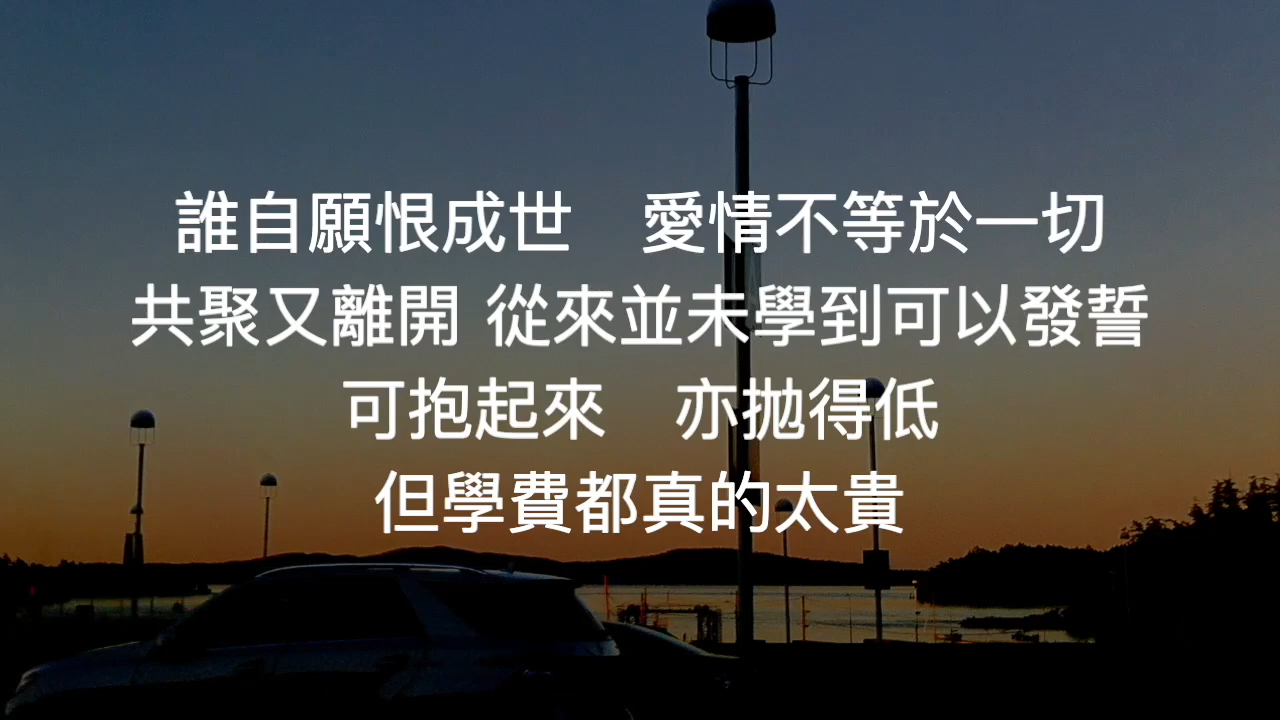 誰自願恨成世　愛情不等於一切
共聚又離開 從來並未學到可以發誓
可抱起來　亦拋得低
但學費都真的太貴